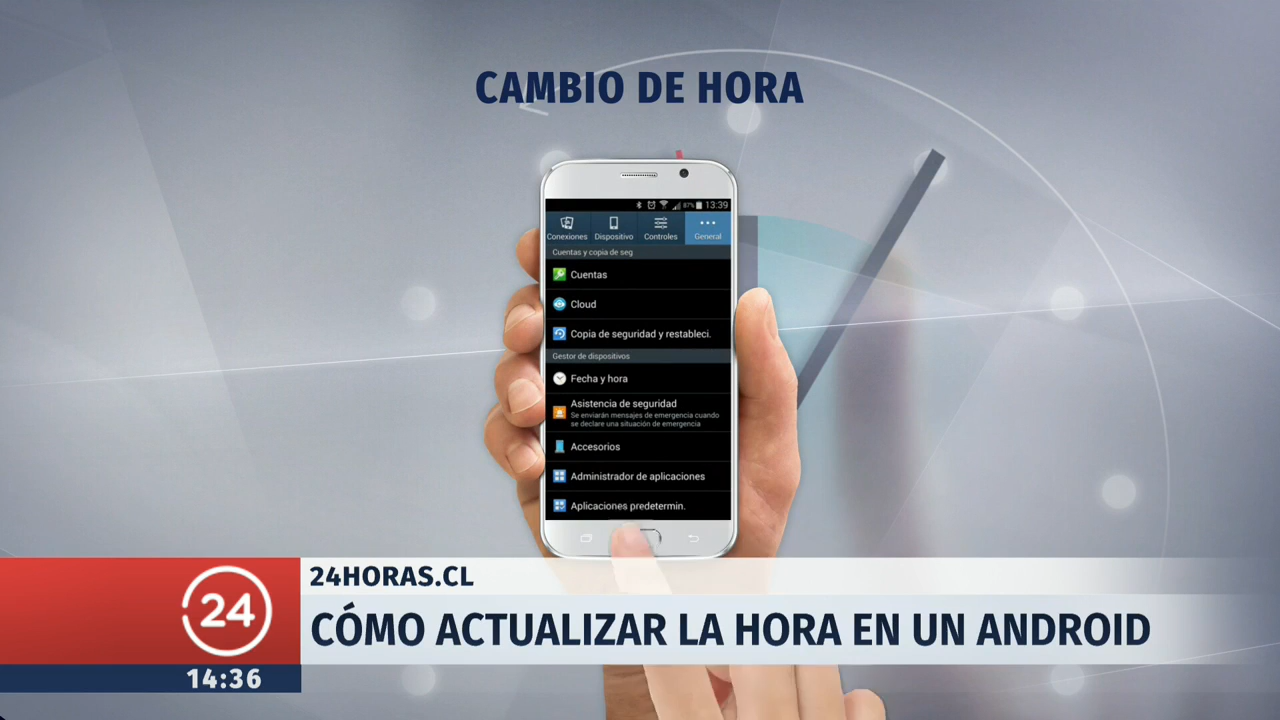 CAMBIO DE HORA
87% 13:39
Conexiones Dispositivo Controles General
Cuentas y copia de seg
Cuentas
Cloud
Copia de seguridad y restableci.
Gestor de dispositivos
Fecha y hora
Asistencia de seguridad
Se enviarán mensajes de emergencia cuando
se declare una situación de emergencia
Accesorios
Administrador de aplicaciones
Aplicaciones predetermin.
24HORAS.CL
24
CÓMO ACTUALIZAR LA HORA EN UN ANDROID
14:36